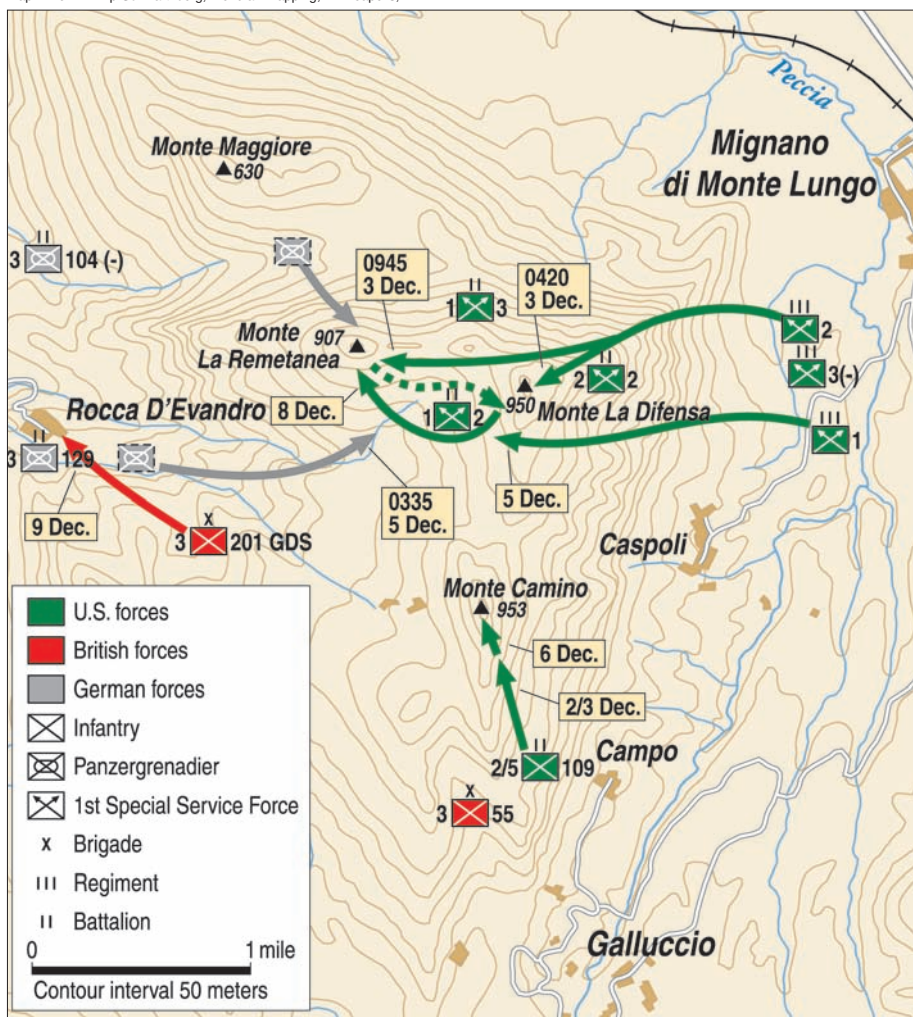 Peccia
Mignano
di Monte Lungo
Monte Maggiore
630
3 104 (-)
0945
3 Dec.
0420
3 Dec.
1 3
2
3(-)
Monte
La Remetanea
907
2 2
8 Dec.
1 2
950
Monte La Difensa
1
Rocca D'Evandro
3 129
9 Dec.
0335
5 Dec.
5 Dec.
3 201 GDS
X
Caspoli
Monte Camino
953
6 Dec.
2/3 Dec.
2/5 109
Campo
X
3 55
Galluccio
U.S. forces
British forces
German forces
Infantry
Panzergrenadier
1st Special Service Force
x Brigade
III Regiment
II Battalion
0 1 mile
Contour interval 50 meters